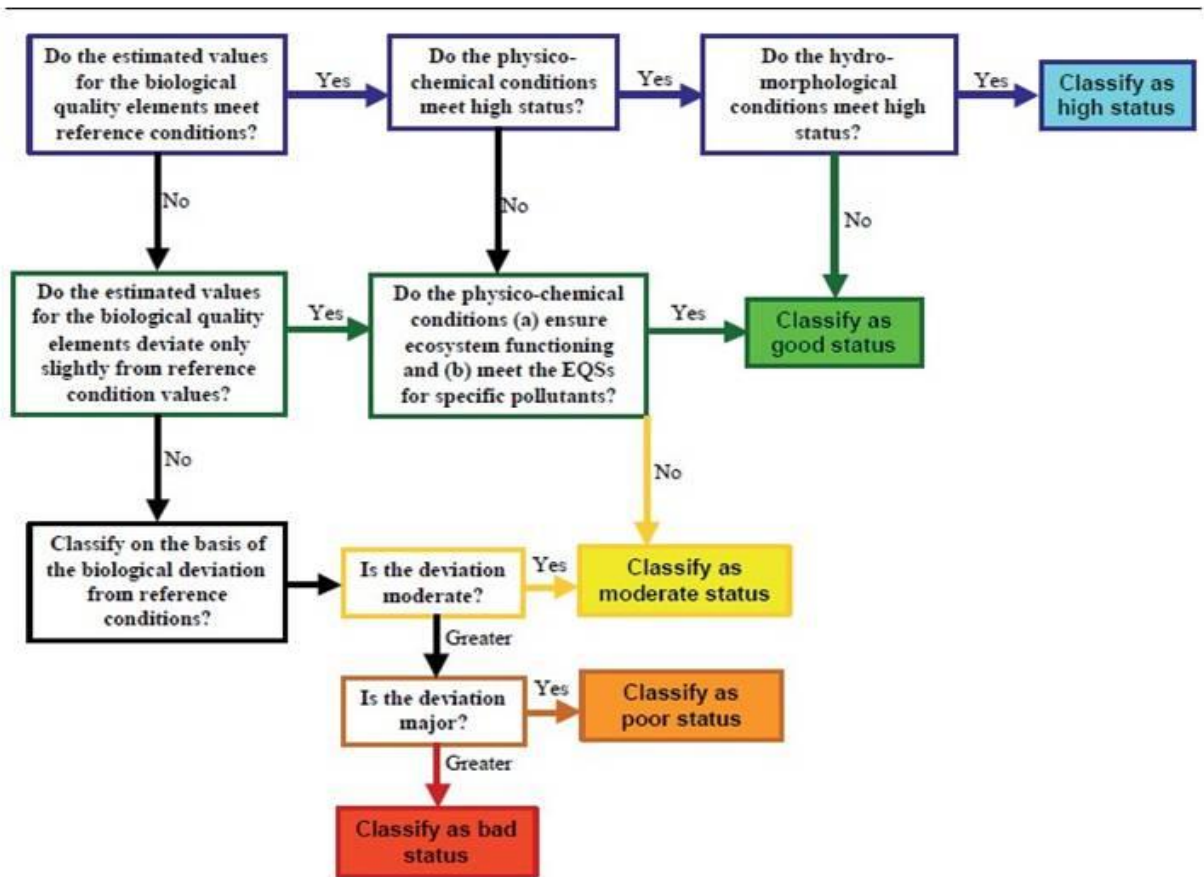 Do the estimated values
for the biological
quality elements meet
reference conditions?
Yes
Do the physico-
chemical conditions
meet high status?
Yes
Do the hydro-
morphological
conditions meet high
status?
Yes
Classify as
high status
No
No
No
Do the estimated values
for the biological quality
elements deviate only
slightly from reference
condition values?
Yes
Do the physico-chemical
conditions (a) ensure
ecosystem functioning
and (b) meet the EQSs
for specific pollutants?
Yes
Classify as
good status
No
No
Classify on the basis of
the biological deviation
from reference
conditions?
Is the deviation
moderate?
Yes
Classify as
moderate status
Greater
Is the deviation
major?
Yes
Classify as
poor status
Greater
Classify as bad
status